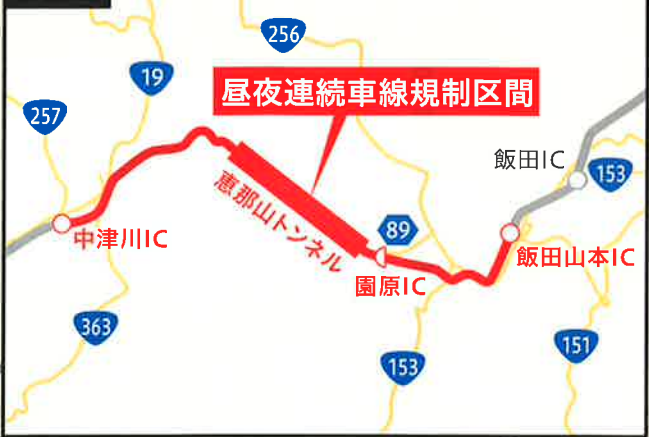 256
19
昼夜連続車線規制区間
257
飯田IC
153
恵那山トンネル
89
中津川IC
飯田山本IC
園原IC
363
153
151